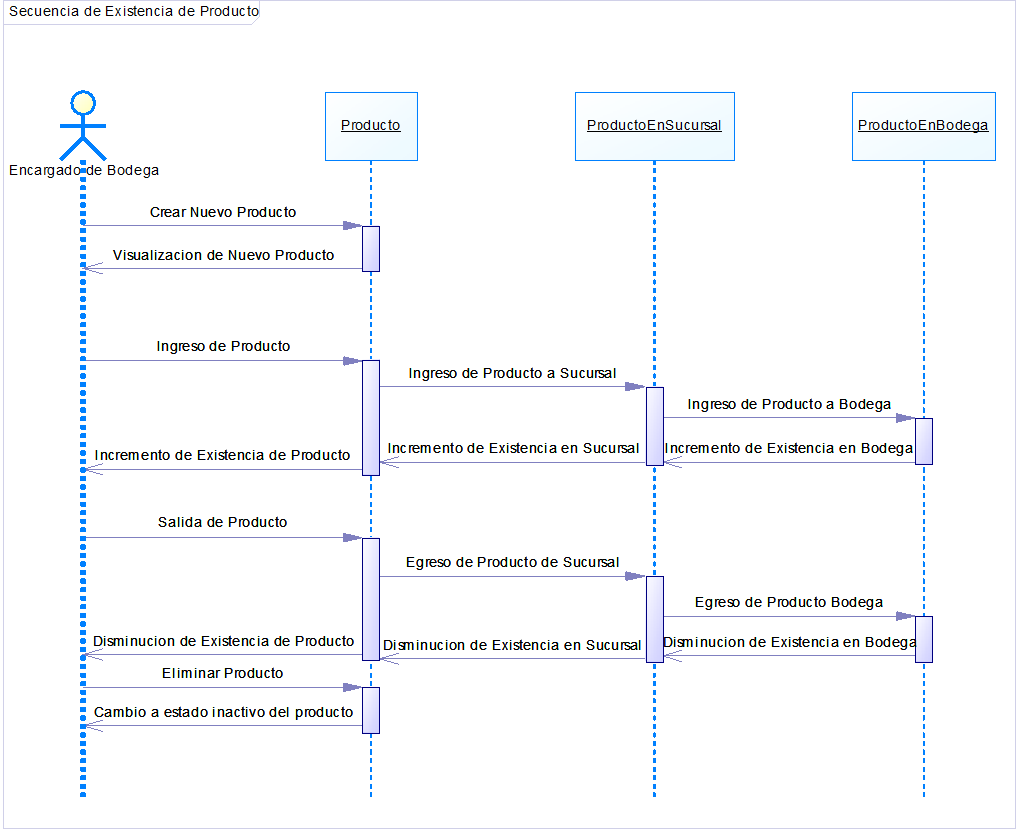 Secuencia de Existencia de Producto
Encargado de Bodega
Producto
ProductoEnSucursal
ProductoEnBodega
Crear Nuevo Producto
Visualizacion de Nuevo Producto
Ingreso de Producto
Ingreso de Producto a Sucursal
Ingreso de Producto a Bodega
Incremento de Existencia de Producto
Incremento de Existencia en Sucursal
Incremento de Existencia en Bodega
Salida de Producto
Egreso de Producto de Sucursal
Egreso de Producto Bodega
Disminucion de Existencia de Producto
Disminucion de Existencia en Sucursal
Disminucion de Existencia en Bodega
Eliminar Producto
Cambio a estado inactivo del producto